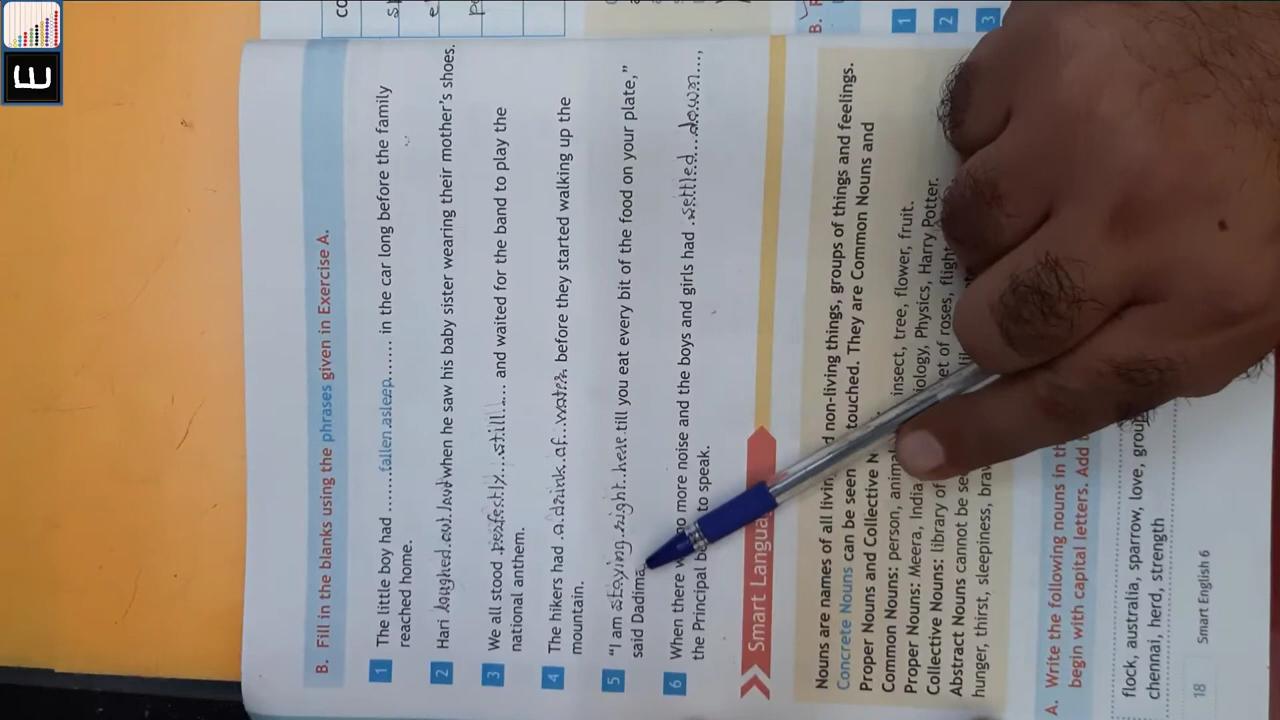 E
B. Fill in the blanks using the phrases given in Exercise A.
1 The little boy had ......fallen asleep...... in the car long before the family
reached home.
2 Hari laughed out loud when he saw his baby sister wearing their mother's shoes.
3 We all stood pefestly...still... and waited for the band to play the
national anthem.
4 The hikers had .a drink of..water. before they started walking up the
mountain.
5 "I am staying right here till you eat every bit of the food on your plate,"
said Dadima.
6 When there no more noise and the boys and girls had .settled...down...,
the Principal to speak.
Smart Langua
Nouns are names of all livin d non-living things, groups of things and feelings.
Concrete Nouns can be seen touched. They are Common Nouns and
Proper Nouns and Collective N
Common Nouns: person, animal insect, tree, flower, fruit.
Proper Nouns: Meera, India iology, Physics, Harry Potter.
Collective Nouns: library of et of roses, flight
Abstract Nouns cannot be se
hunger, thirst, sleepiness, brav
A. Write the following nouns in th
begin with capital letters. Add
flock, australia, sparrow, love, group
chennai, herd, strength
18 Smart English 6
B.
1
2
3